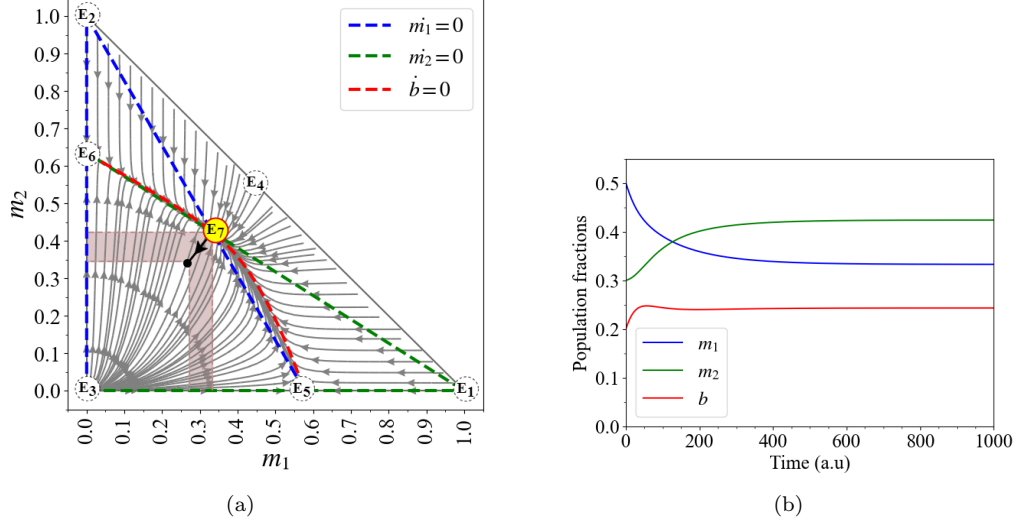 E2
E6
E4
E7
E3
E5
E1
ṁ1=0
ṁ2=0
ḃ=0
1.0
0.9
0.8
0.7
0.6
0.5
0.4
0.3
0.2
0.1
0.0
m2
0.0 0.1 0.2 0.3 0.4 0.5 0.6 0.7 0.8 0.9 1.0
m1
(a)
0.5
0.4
0.3
0.2
0.1
0.0
Population fractions
m1
m2
b
0 200 400 600 800 1000
Time (a.u)
(b)